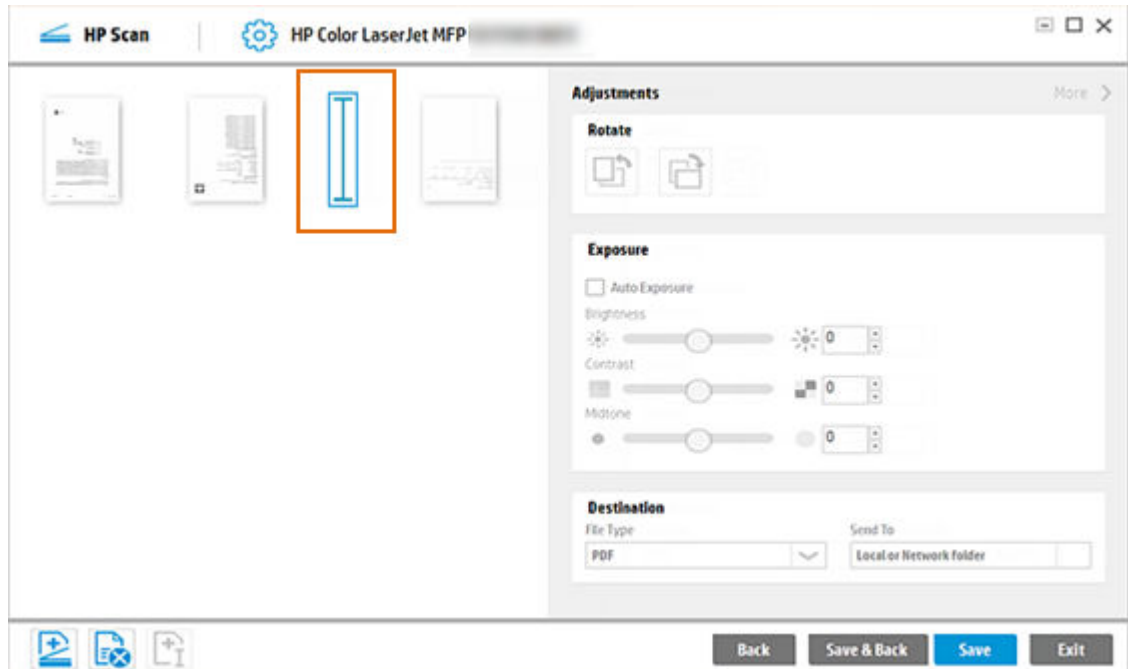 HP Scan
HP Color LaserJet MFP
Adjustments
More
Rotate
Exposure
Auto Exposure
Brightness
0
Contrast
0
Midtone
0
Destination
File Type
Send To
PDF
Local or Network folder
Back
Save & Back
Save
Exit